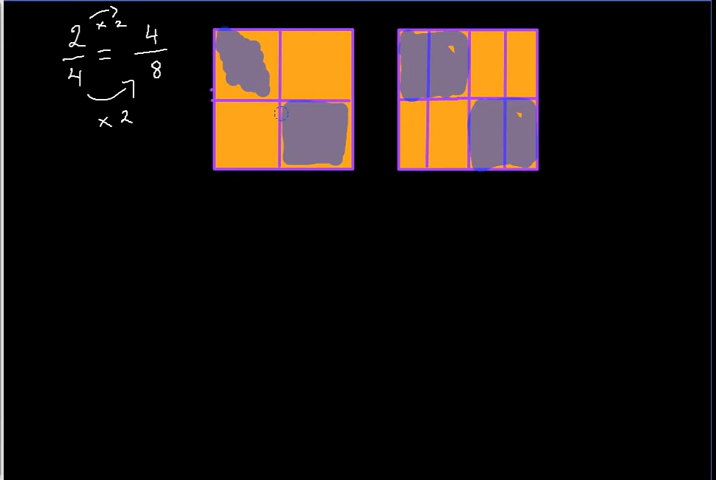 × 2
2/4 = 4/8
× 2